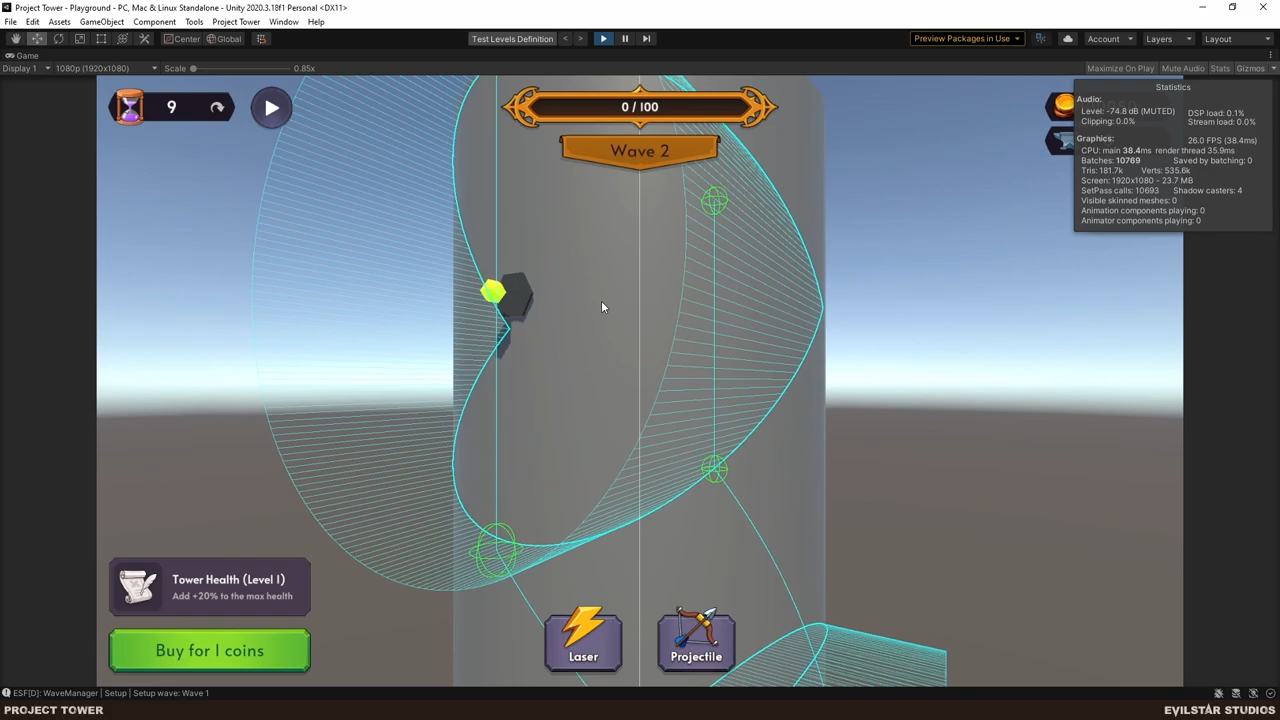 Project Tower - Playground - PC, Mac & Linux Standalone - Unity 2020.3.18f1 Personal <DX11>
File Edit Assets GameObject Component Tools Project Tower Window Help
Center Global Test Levels Definition Preview Packages in Use Account Layers Layout
Game
Display 1 1080p (1920x1080) Scale 0.85x Maximize On Play Mute Audio Stats Gizmos
Statistics
Audio:
Level: -74.8 dB (MUTED) DSP load: 0.1%
Clipping: 0.0% Stream load: 0.0%
Graphics: 26.0 FPS (38.4ms)
CPU: main 38.4ms render thread 35.9ms
Batches: 10769 Saved by batching: 0
Tris: 181.7k Verts: 535.6k
Screen: 1920x1080 - 23.7 MB
SetPass calls: 10693 Shadow casters: 4
Visible skinned meshes: 0
Animation components playing: 0
Animator components playing: 0
9
0 / 100
Wave 2
Tower Health (Level 1)
Add +20% to the max health
Buy for 1 coins
Laser
Projectile
ESF[D]: WaveManager | Setup | Setup wave: Wave 1
PROJECT TOWER
EVILSTAR STUDIOS